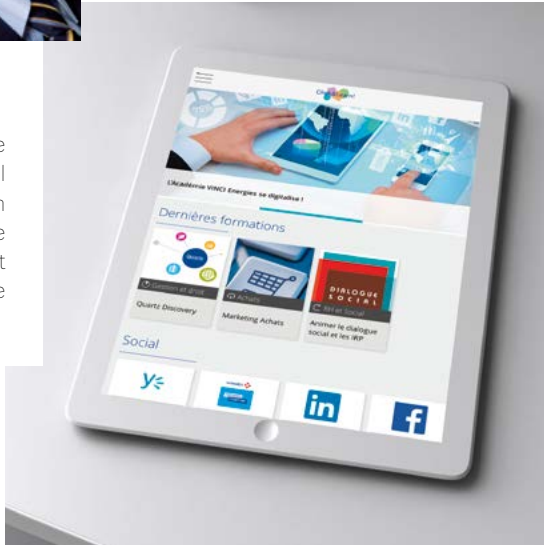 L'Académie VINCI Energies se digitalise !
Dernières formations
Gestion et droit
Quartz Discovery
Achats
Marketing Achats
DIALOGUE
SOCIAL
RH et Social
Animer le dialogue
social et les IRP
Social
in
f